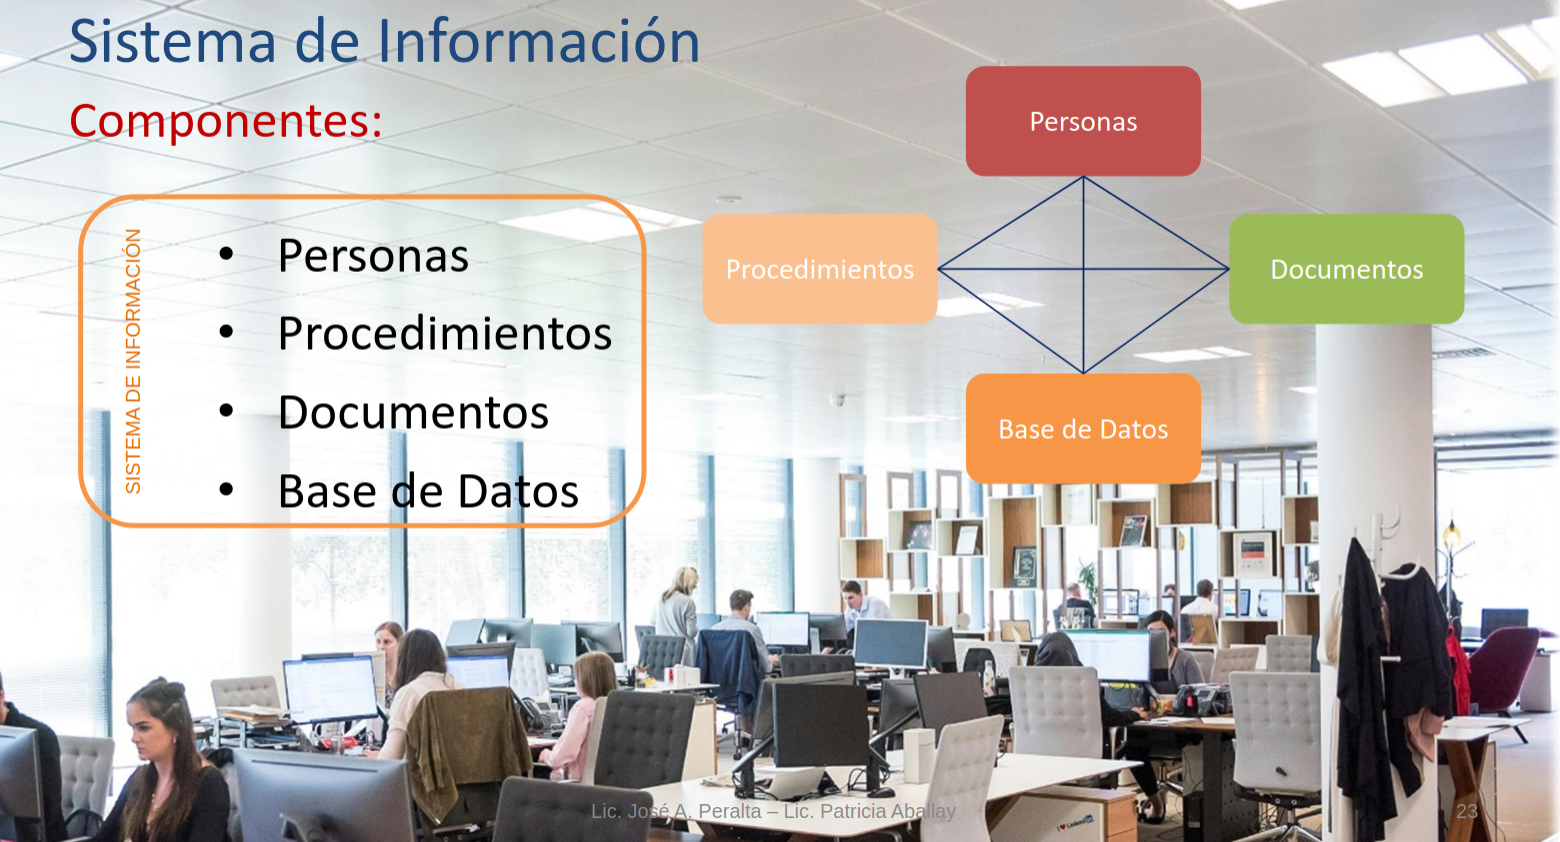 Sistema de Información
Componentes:
SISTEMA DE INFORMACIÓN
• Personas
• Procedimientos
• Documentos
• Base de Datos
Personas
Procedimientos
Documentos
Base de Datos
I ♥ LinkedIn
Lic. José A. Peralta – Lic. Patricia Aballay
23